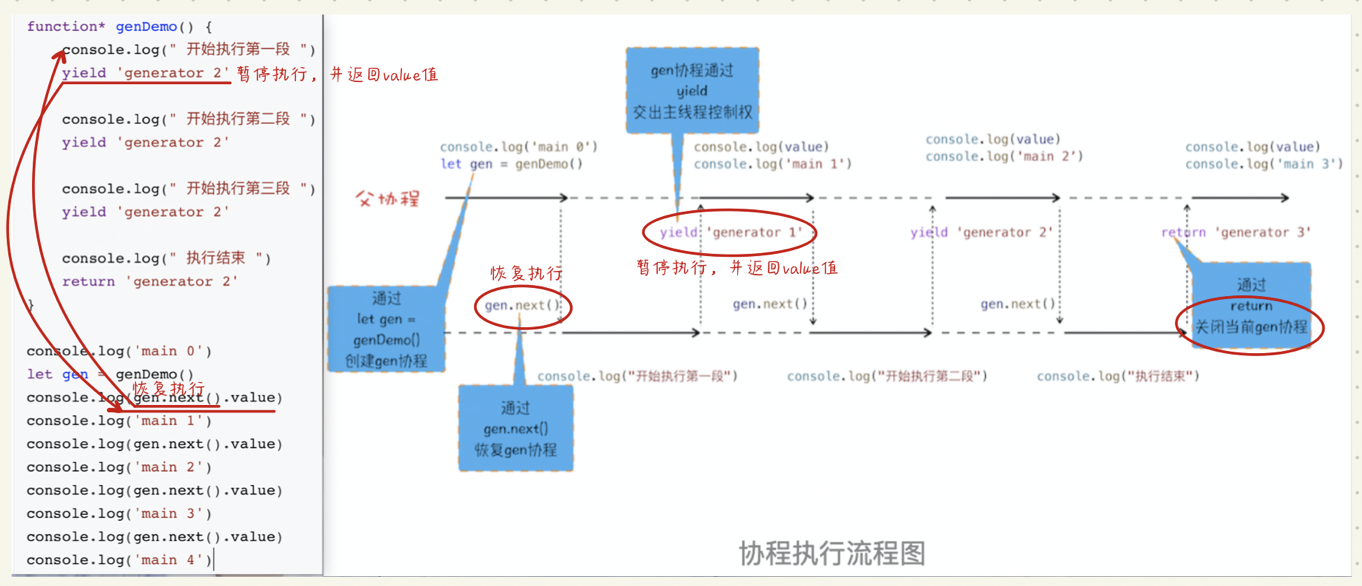 function* genDemo() {
console.log(" 开始执行第一段 ")
yield 'generator 2' 暂停执行，并返回value值
console.log(" 开始执行第二段 ")
yield 'generator 2'
console.log(" 开始执行第三段 ")
yield 'generator 2'
console.log(" 执行结束 ")
return 'generator 2'
}
console.log('main 0')
let gen = genDemo()
恢复执行
console.log(gen.next().value)
console.log('main 1')
console.log(gen.next().value)
console.log('main 2')
console.log(gen.next().value)
console.log('main 3')
console.log(gen.next().value)
console.log('main 4')
gen协程通过
yield
交出主线程控制权
console.log('main 0')
let gen = genDemo()
console.log(value)
console.log('main 1')
console.log(value)
console.log('main 2')
console.log(value)
console.log('main 3')
父协程
yield 'generator 1'
yield 'generator 2'
return 'generator 3'
暂停执行，并返回value值
恢复执行
gen.next()
gen.next()
gen.next()
通过
let gen =
genDemo()
创建gen协程
通过
return
关闭当前gen协程
console.log("开始执行第一段")
console.log("开始执行第二段")
console.log("执行结束")
通过
gen.next()
恢复gen协程
协程执行流程图